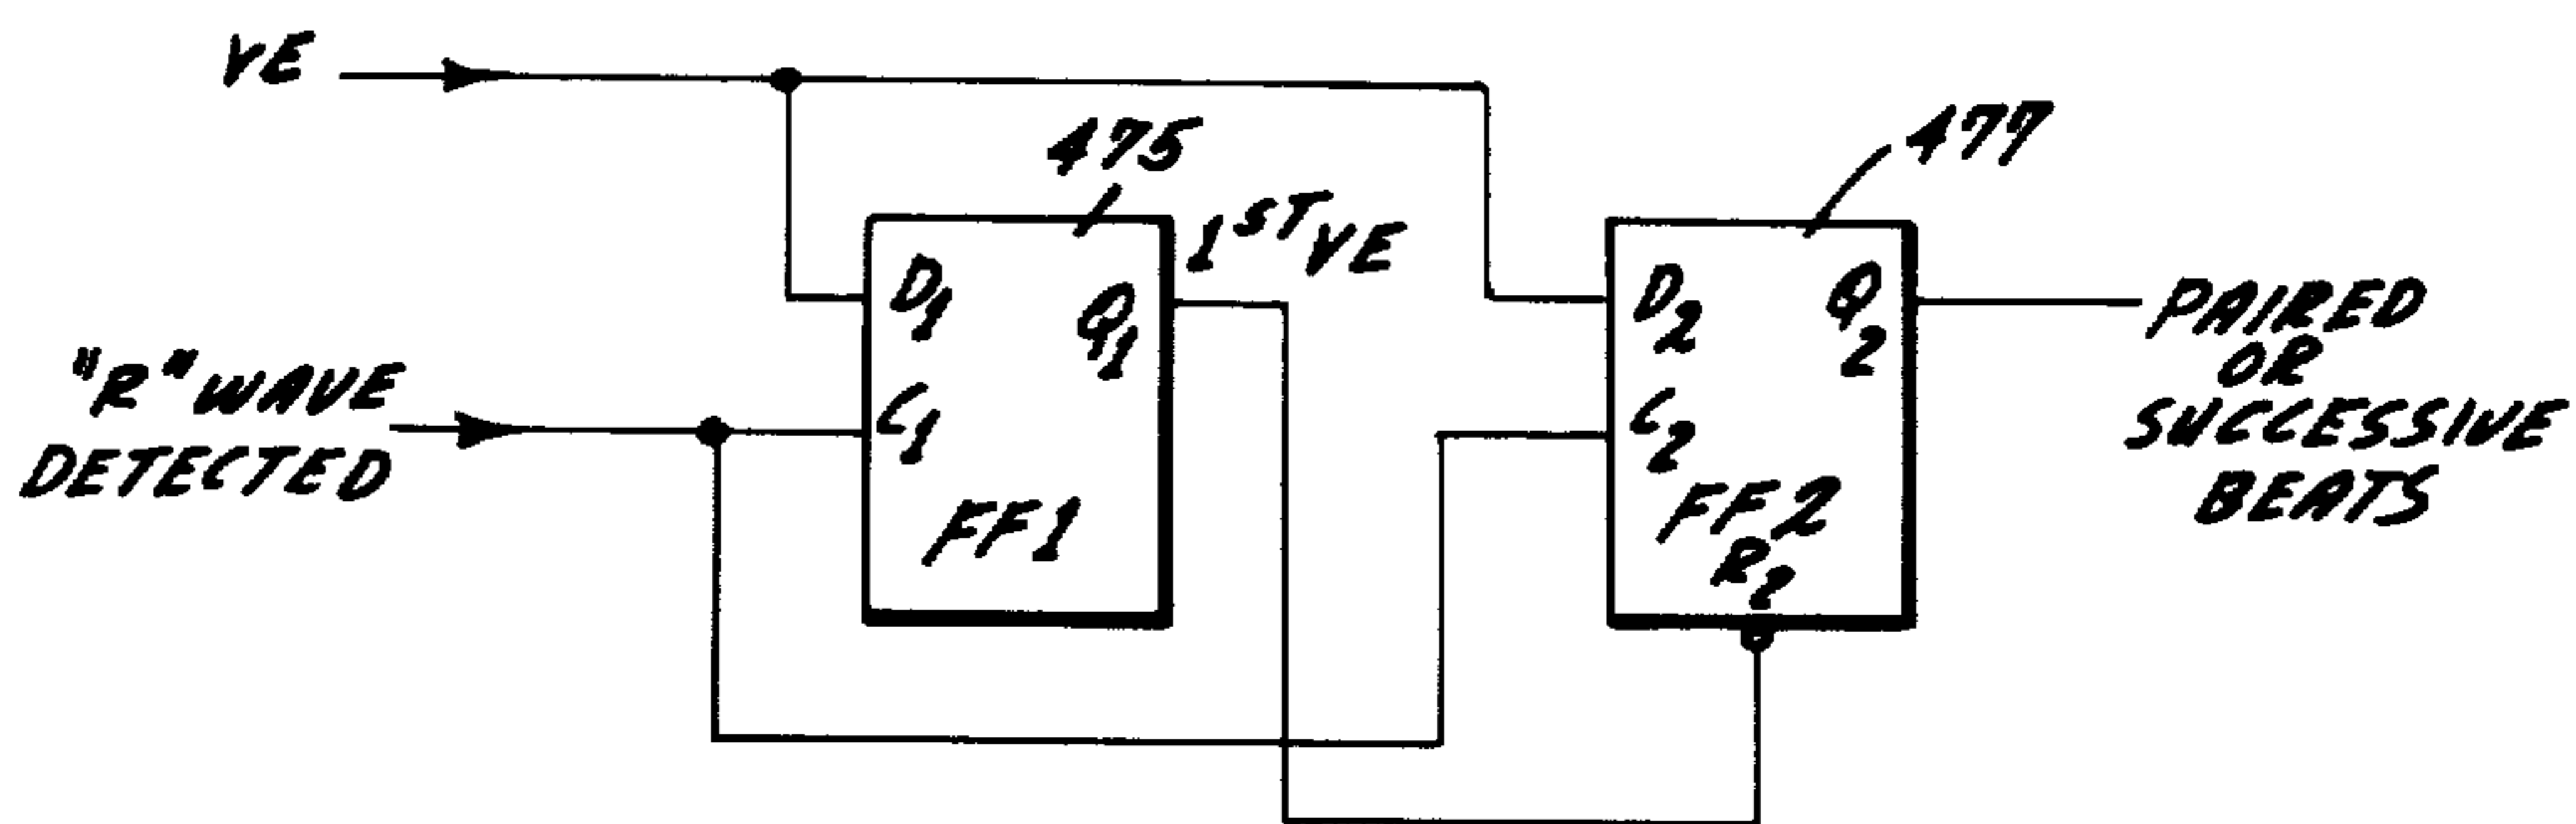 VE
475
477
1ST VE
D1
Q1
C1
FF1
"R" WAVE
DETECTED
D2
Q2
C2
FF2
R2
PAIRED
OR
SUCCESSIVE
BEATS